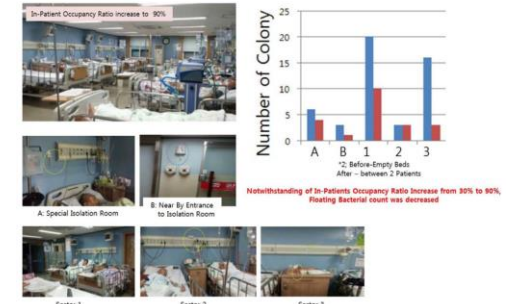 In-Patient Occupancy Ratio increase to 90%
Number of Colony
25
20
15
10
5
0
A B 1 2 3
*2; Before-Empty Beds
After – between 2 Patients
Notwithstanding of In-Patients Occupancy Ratio Increase from 30% to 90%,
Floating Bacterial count was decreased
A: Special Isolation Room
B: Near By Entrance
to Isolation Room